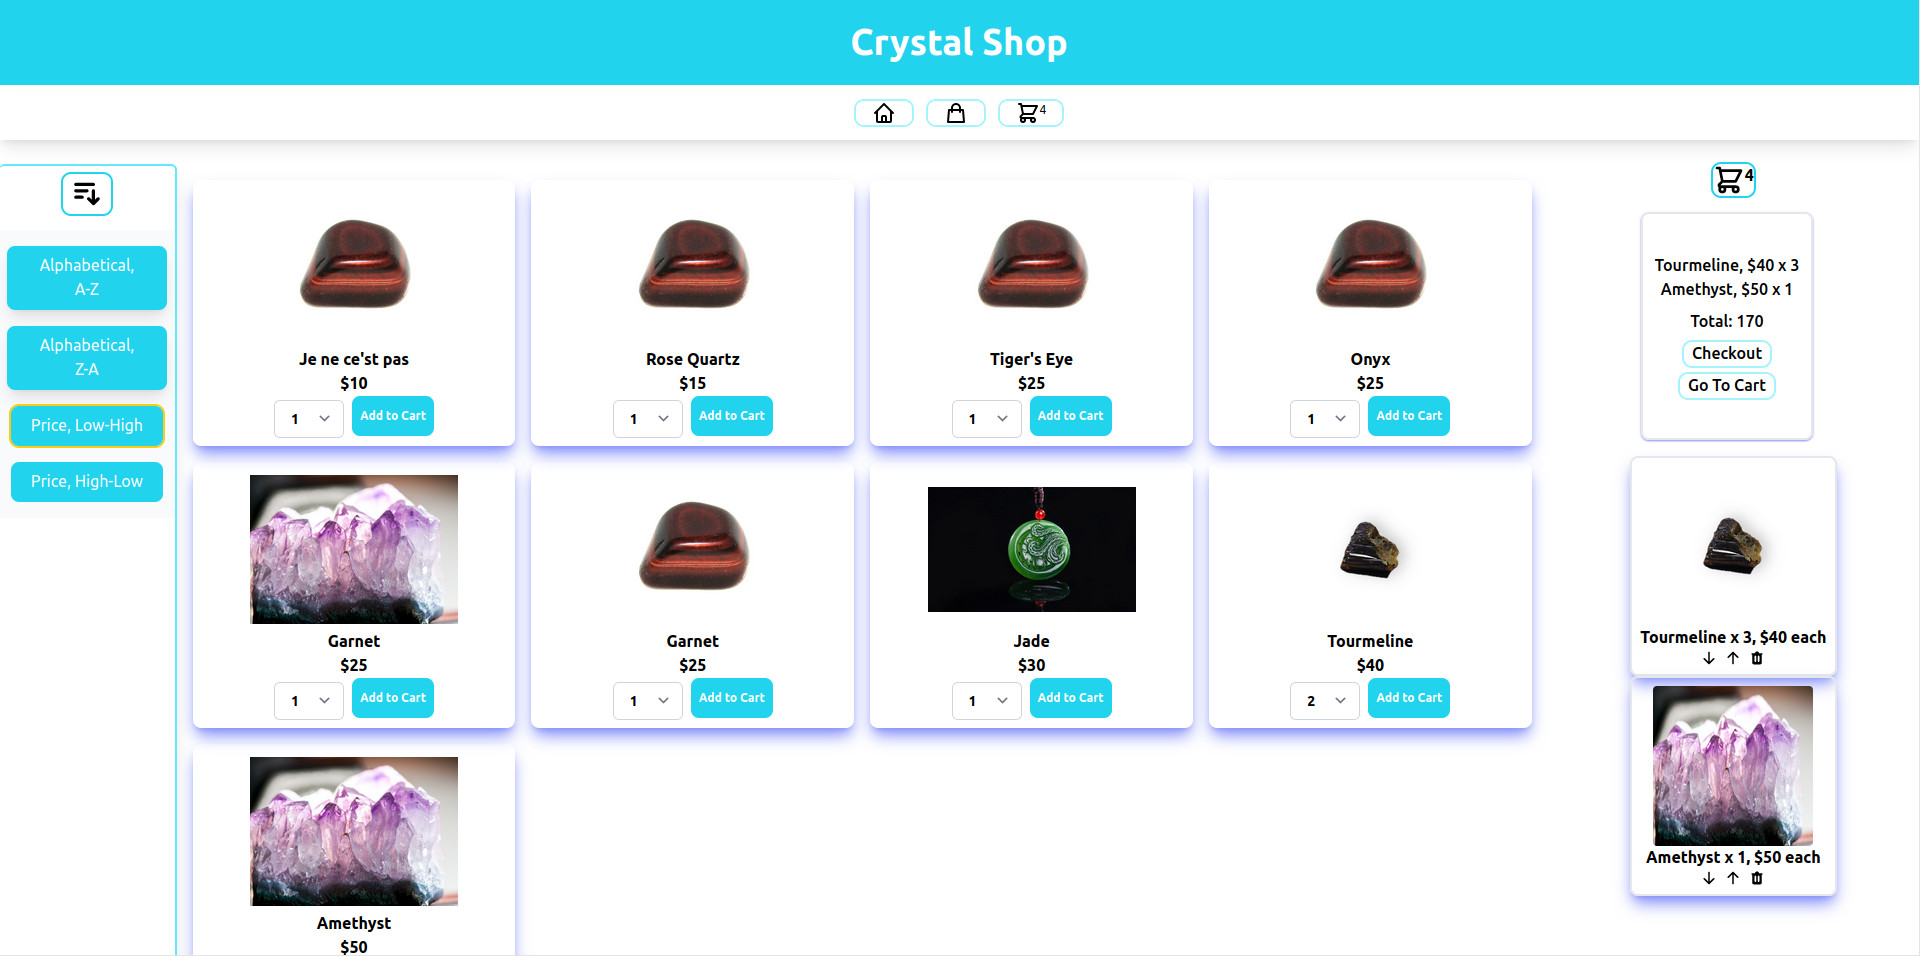 Crystal Shop
4
4
Alphabetical,
A-Z
Alphabetical,
Z-A
Price, Low-High
Price, High-Low
Je ne ce'st pas
$10
1
Add to Cart
Rose Quartz
$15
1
Add to Cart
Tiger's Eye
$25
1
Add to Cart
Onyx
$25
1
Add to Cart
Garnet
$25
1
Add to Cart
Garnet
$25
1
Add to Cart
Jade
$30
1
Add to Cart
Tourmeline
$40
2
Add to Cart
Amethyst
$50
Tourmeline, $40 x 3
Amethyst, $50 x 1
Total: 170
Checkout
Go To Cart
Tourmeline x 3, $40 each
Amethyst x 1, $50 each